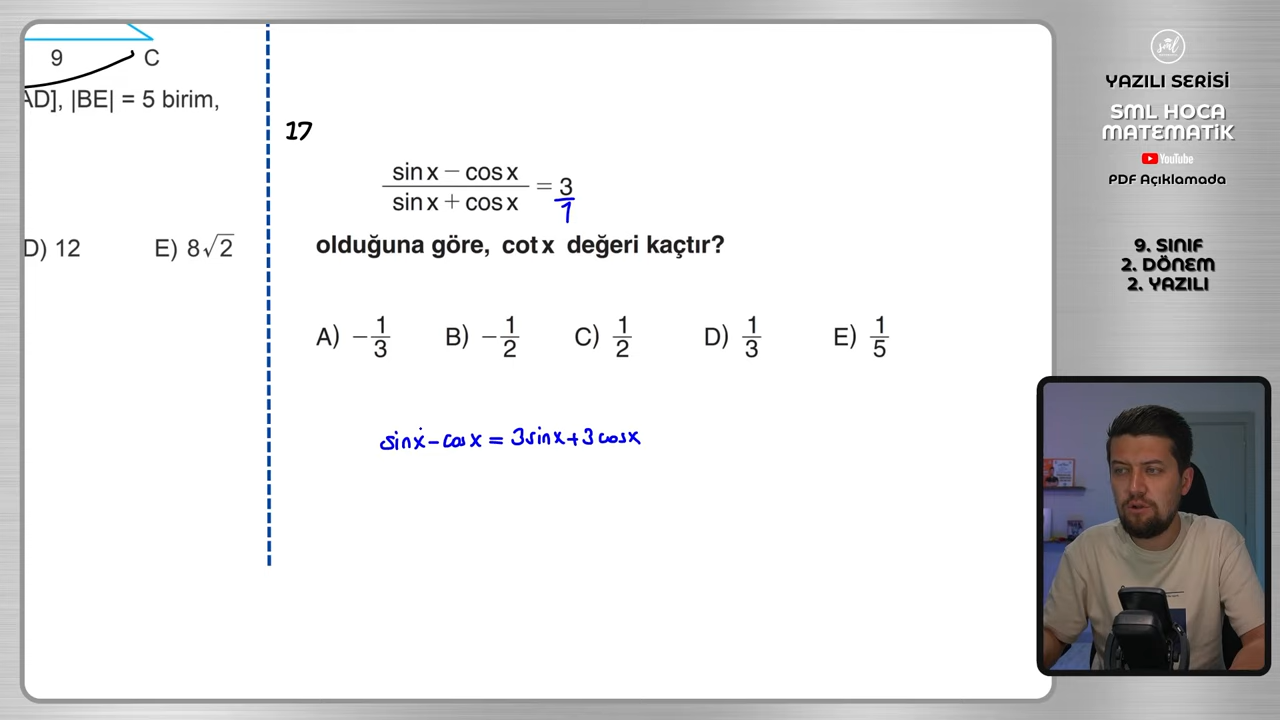 9 C
AD], |BE| = 5 birim,
D) 12 E) 8√2
17
sin x − cos x
sin x + cos x
= 3
1
olduğuna göre, cot x değeri kaçtır?
A) −1/3 B) −1/2 C) 1/2 D) 1/3 E) 1/5
sinx − cosx = 3sinx + 3cosx
sml
YAZILI SERİSİ
SML HOCA
MATEMATİK
YouTube
PDF Açıklamada
9. SINIF
2. DÖNEM
2. YAZILI